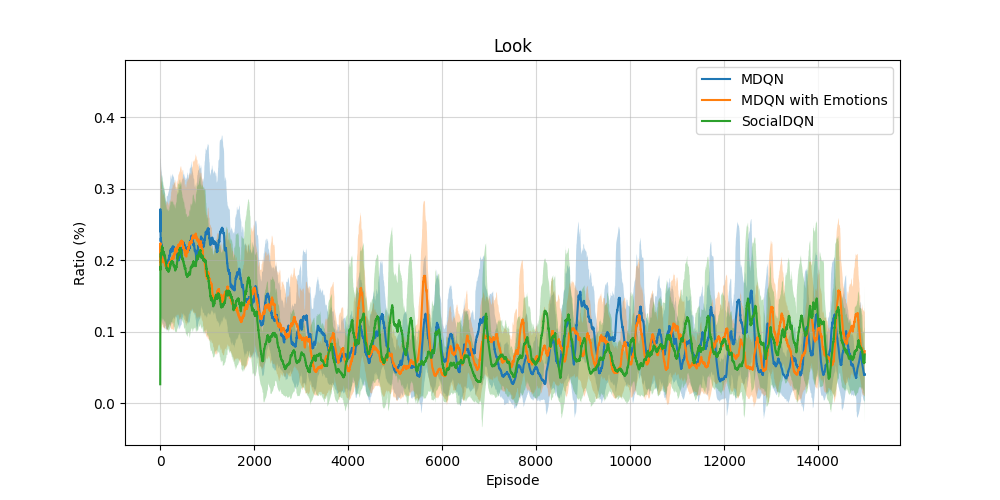 Look
MDQN
MDQN with Emotions
SocialDQN
Ratio (%)
0.4
0.3
0.2
0.1
0.0
0 2000 4000 6000 8000 10000 12000 14000
Episode